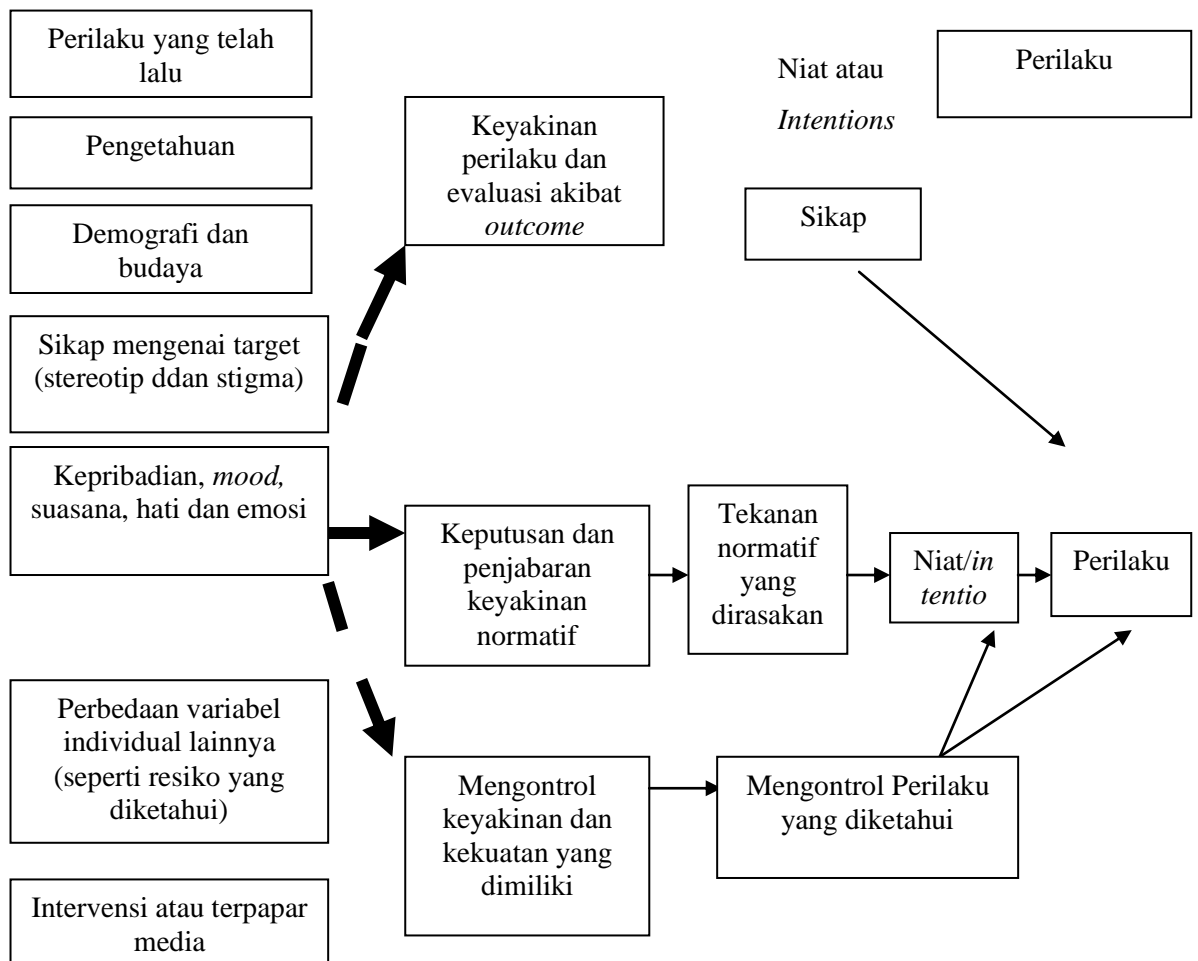 Perilaku yang telah
lalu
Pengetahuan
Demografi dan
budaya
Sikap mengenai target
(stereotip ddan stigma)
Kepribadian, mood,
suasana, hati dan emosi
Perbedaan variabel
individual lainnya
(seperti resiko yang
diketahui)
Intervensi atau terpapar
media
Keyakinan
perilaku dan
evaluasi akibat
outcome
Keputusan dan
penjabaran
keyakinan
normatif
Mengontrol
keyakinan dan
kekuatan yang
dimiliki
Niat atau
Intentions
Perilaku
Sikap
Tekanan
normatif
yang
dirasakan
Niat/in
tentio
Perilaku
Mengontrol Perilaku
yang diketahui